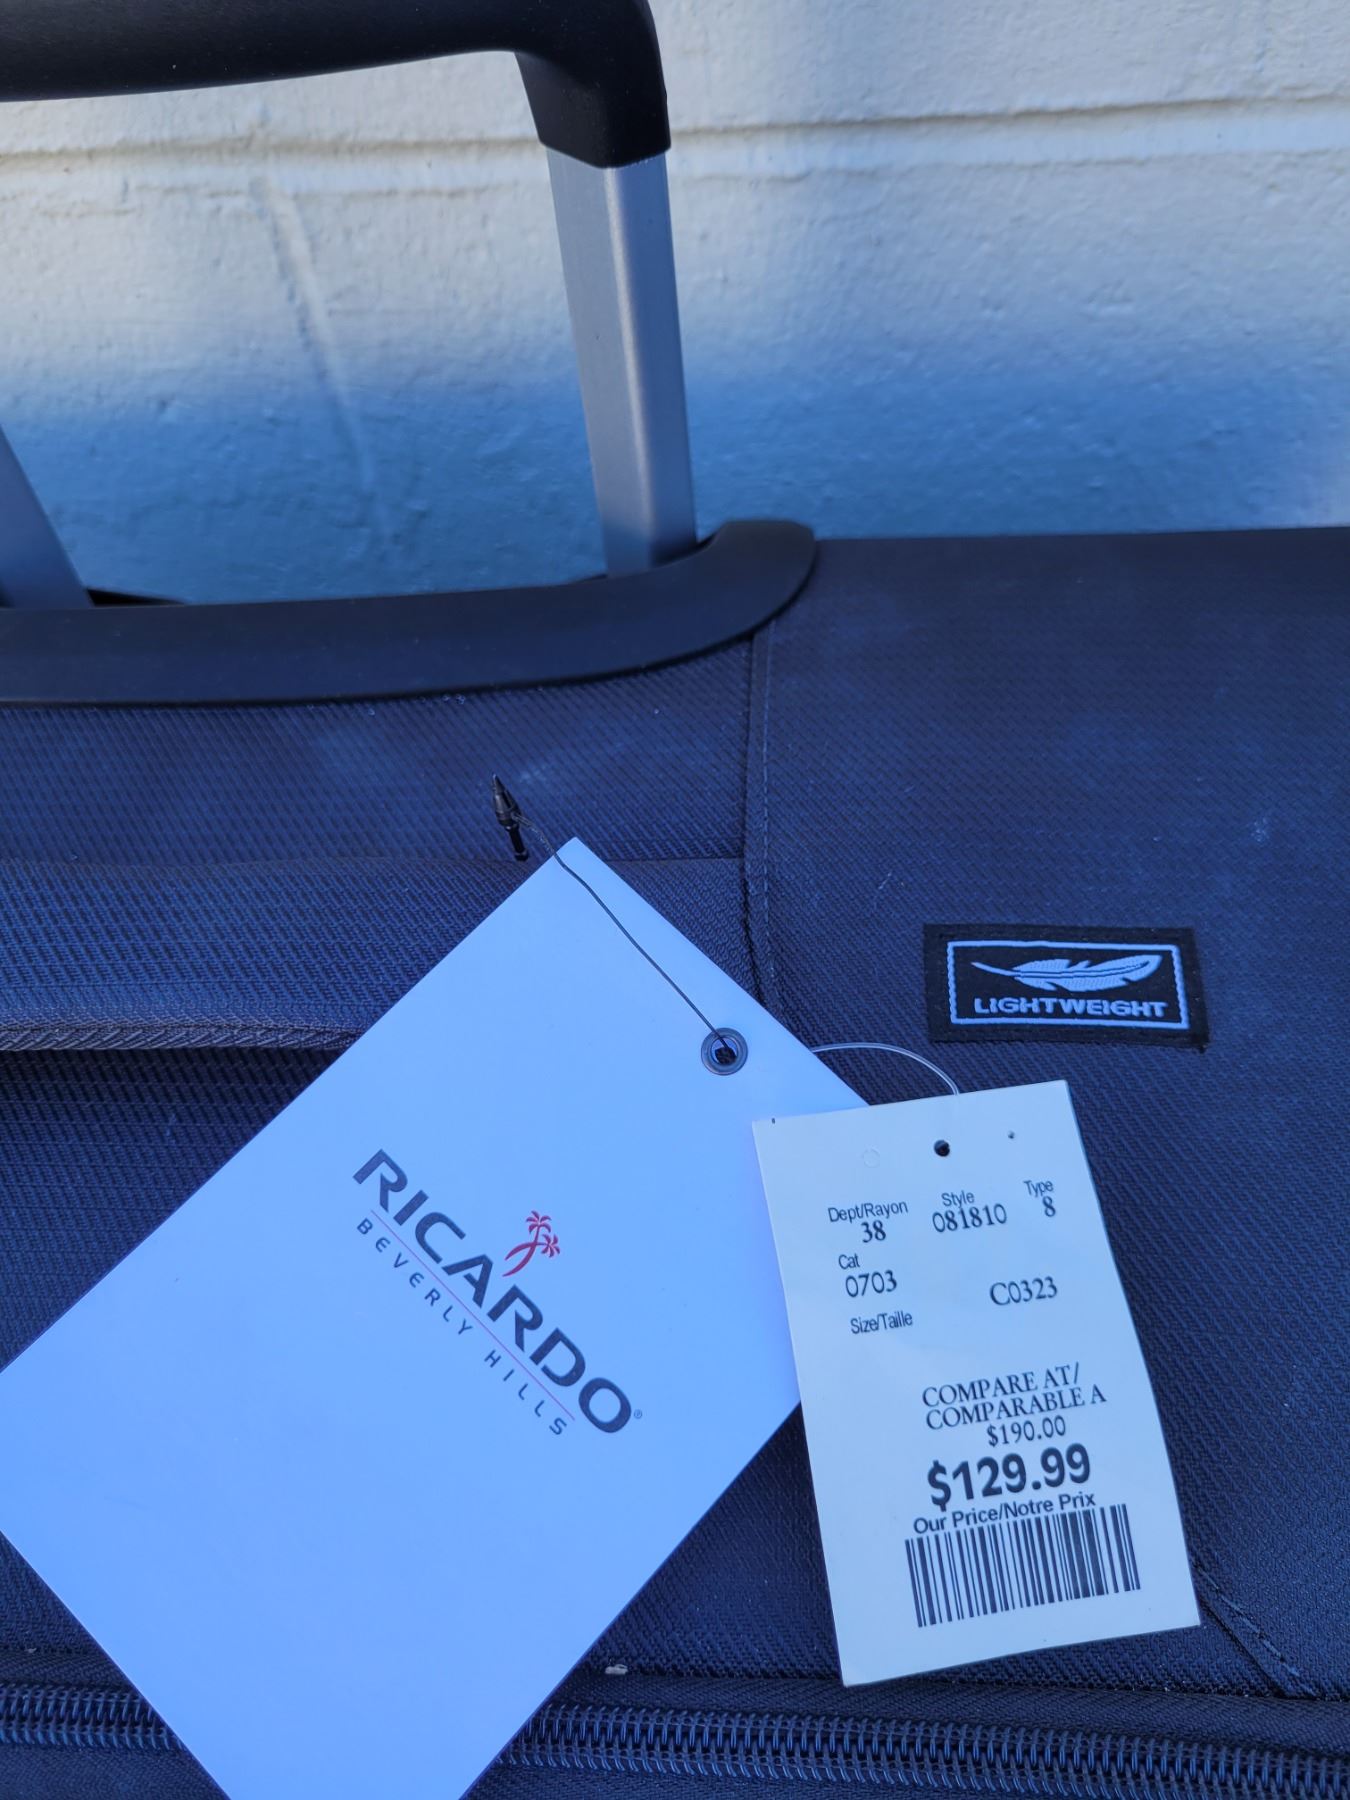 LIGHTWEIGHT
RICARDO®
BEVERLY HILLS
Dept/Rayon Style Type
38 081810 8
Cat
0703 C0323
Size/Taille
COMPARE AT/
COMPARABLE A
$190.00
$129.99
Our Price/Notre Prix